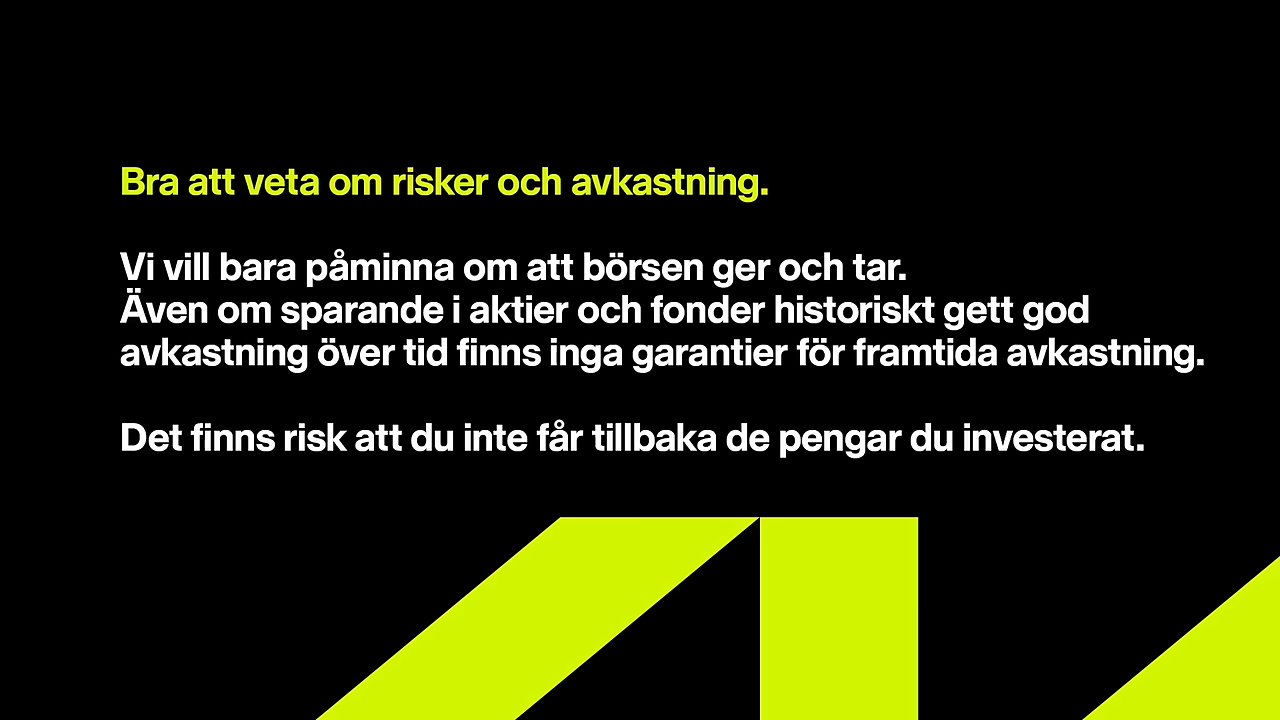 Bra att veta om risker och avkastning.
Vi vill bara påminna om att börsen ger och tar.
Även om sparande i aktier och fonder historiskt gett god
avkastning över tid finns inga garantier för framtida avkastning.
Det finns risk att du inte får tillbaka de pengar du investerat.